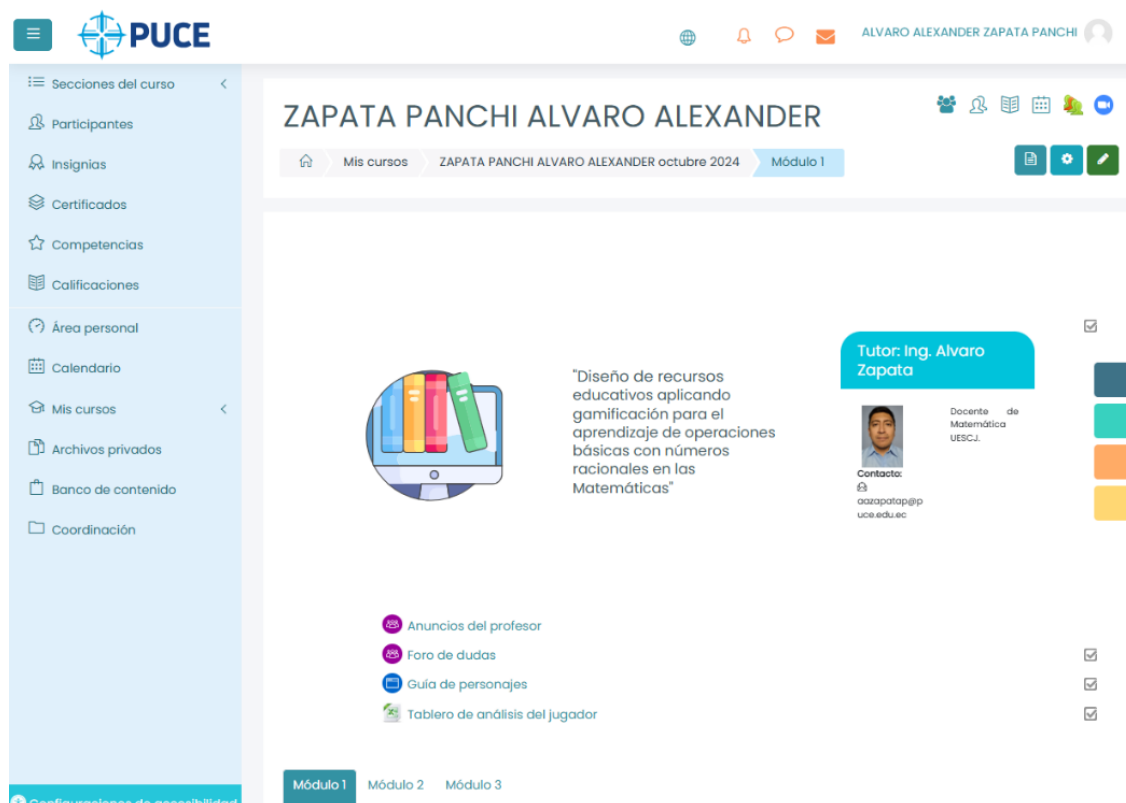 PUCE
ALVARO ALEXANDER ZAPATA PANCHI
Secciones del curso
Participantes
Insignias
Certificados
Competencias
Calificaciones
Área personal
Calendario
Mis cursos
Archivos privados
Banco de contenido
Coordinación
Configuraciones de accesibilidad
ZAPATA PANCHI ALVARO ALEXANDER
Mis cursos
ZAPATA PANCHI ALVARO ALEXANDER octubre 2024
Módulo 1
"Diseño de recursos
educativos aplicando
gamificación para el
aprendizaje de operaciones
básicas con números
racionales en las
Matemáticas"
Tutor: Ing. Alvaro
Zapata
Docente de
Matemática
UESCJ.
Contacto:
aazapatap@p
uce.edu.ec
Anuncios del profesor
Foro de dudas
Guía de personajes
Tablero de análisis del jugador
Módulo 1
Módulo 2
Módulo 3